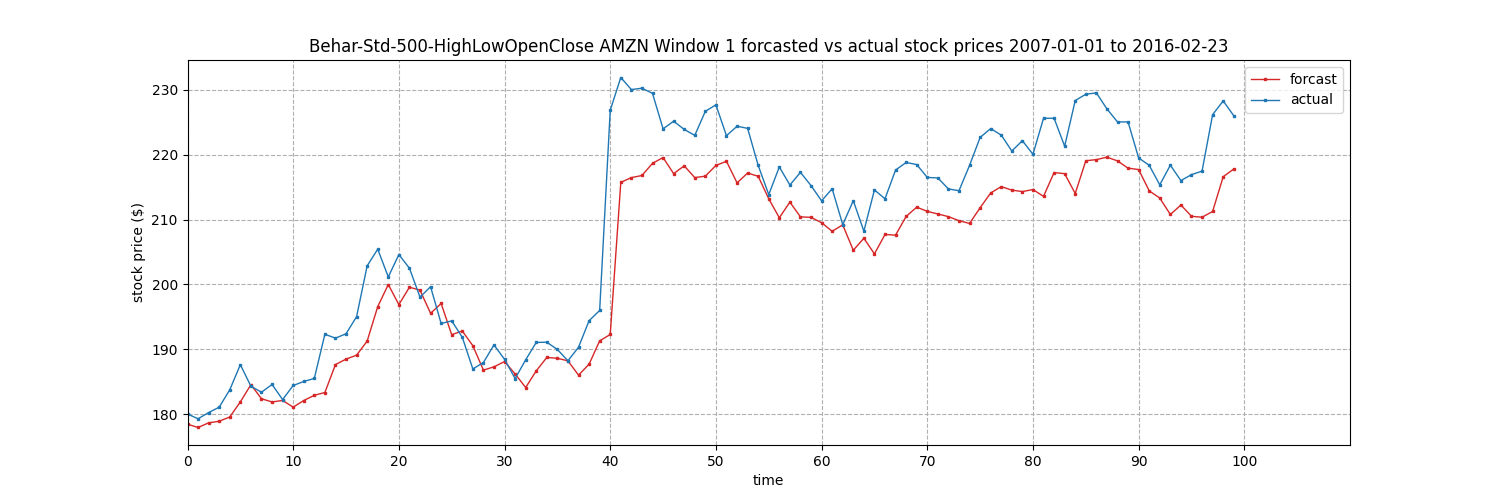 Behar-Std-500-HighLowOpenClose AMZN Window 1 forcasted vs actual stock prices 2007-01-01 to 2016-02-23
forcast
actual
230
220
210
200
190
180
stock price ($)
0 10 20 30 40 50 60 70 80 90 100
time